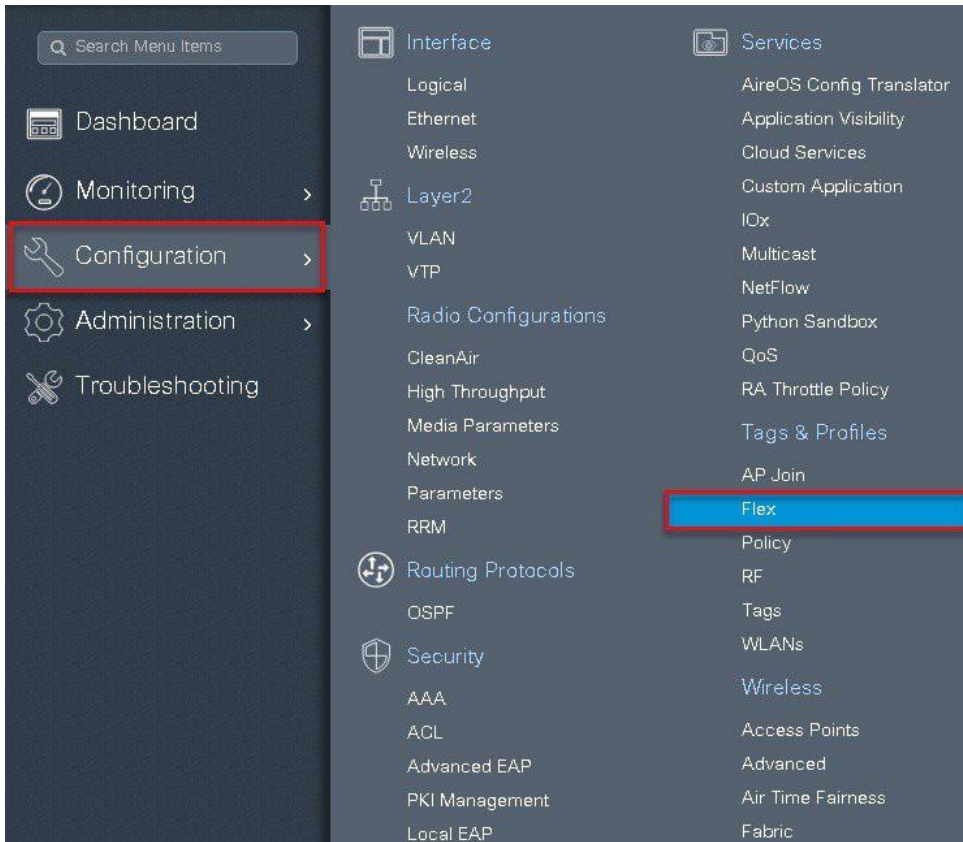 Search Menu Items
Dashboard
Monitoring
Configuration
Administration
Troubleshooting
Interface
Logical
Ethernet
Wireless
Layer2
VLAN
VTP
Radio Configurations
CleanAir
High Throughput
Media Parameters
Network
Parameters
RRM
Routing Protocols
OSPF
Security
AAA
ACL
Advanced EAP
PKI Management
Local EAP
Services
AireOS Config Translator
Application Visibility
Cloud Services
Custom Application
IOx
Multicast
NetFlow
Python Sandbox
QoS
RA Throttle Policy
Tags & Profiles
AP Join
Flex
Policy
RF
Tags
WLANs
Wireless
Access Points
Advanced
Air Time Fairness
Fabric